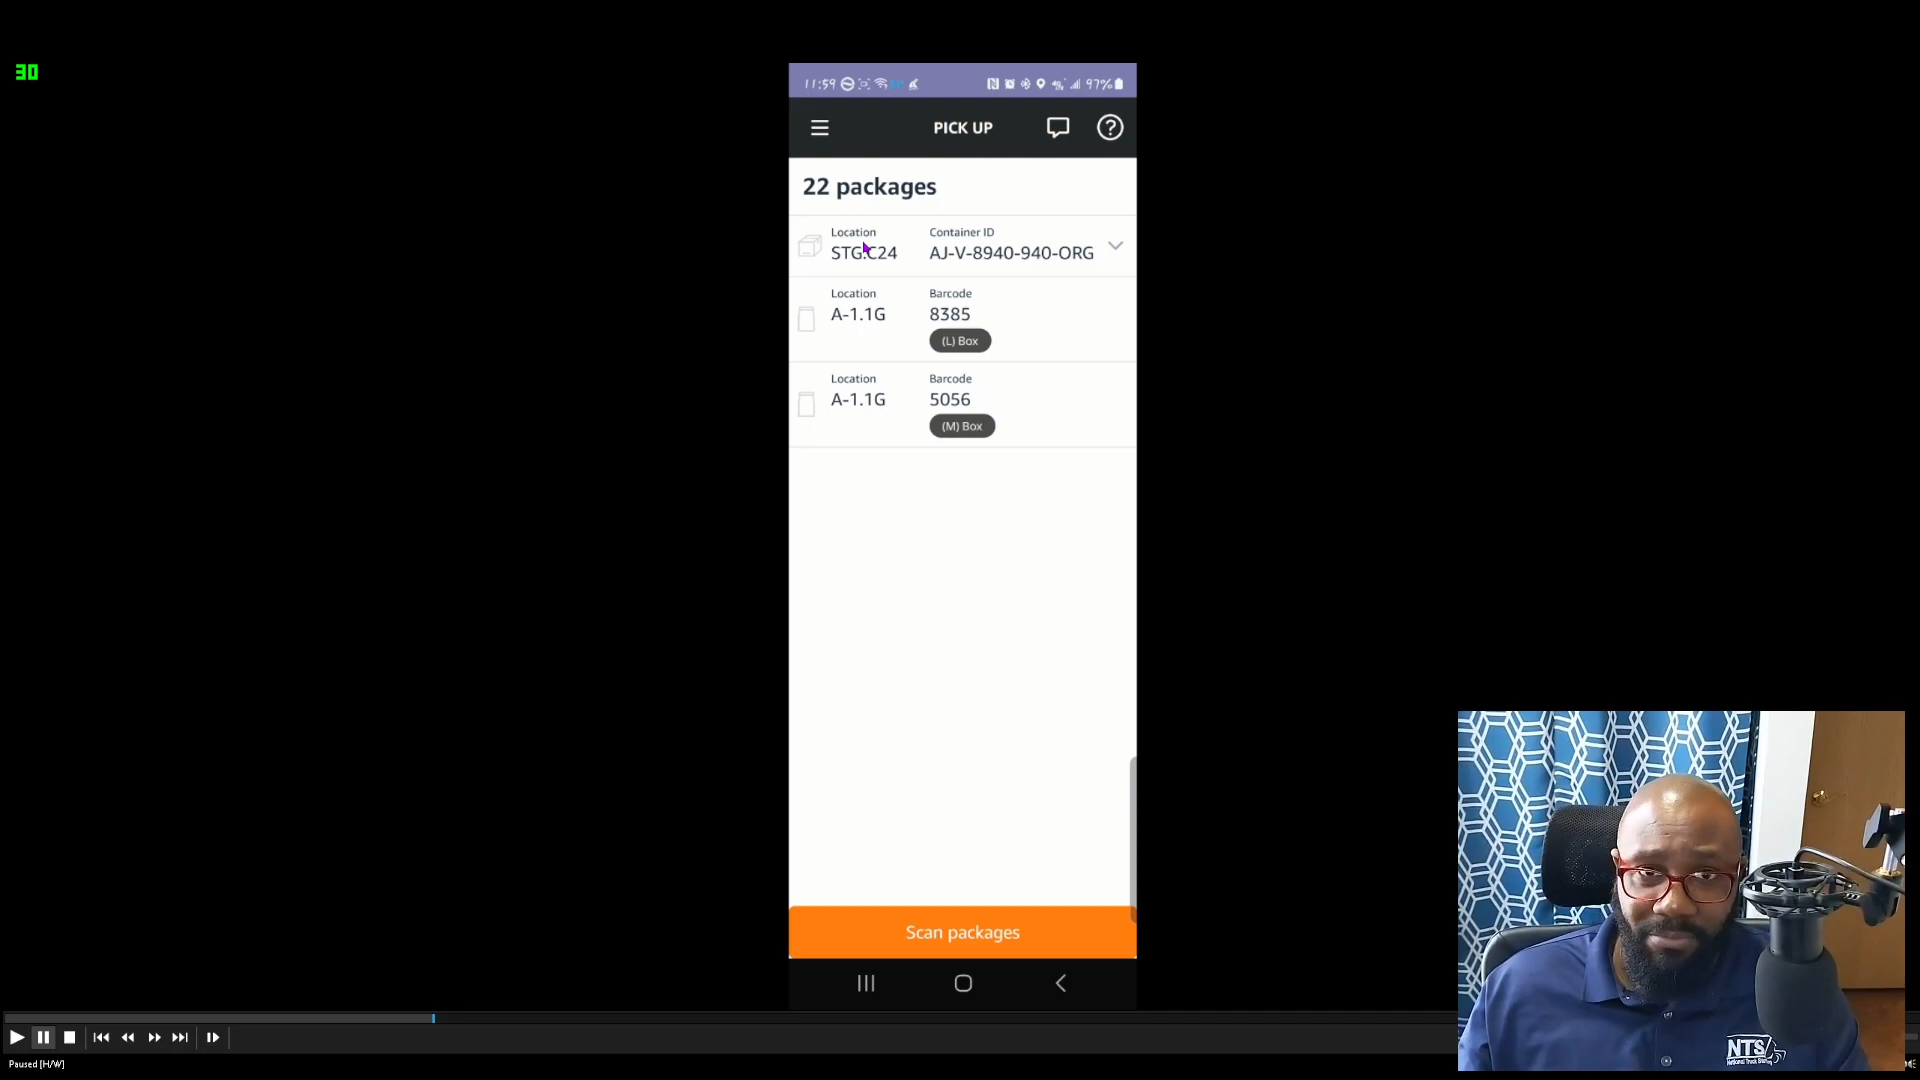 30
11:59 97%
PICK UP
22 packages
Location Container ID
STG.C24 AJ-V-8940-940-ORG
Location Barcode
A-1.1G 8385
(L) Box
Location Barcode
A-1.1G 5056
(M) Box
Scan packages
Paused [H/W]
NTS